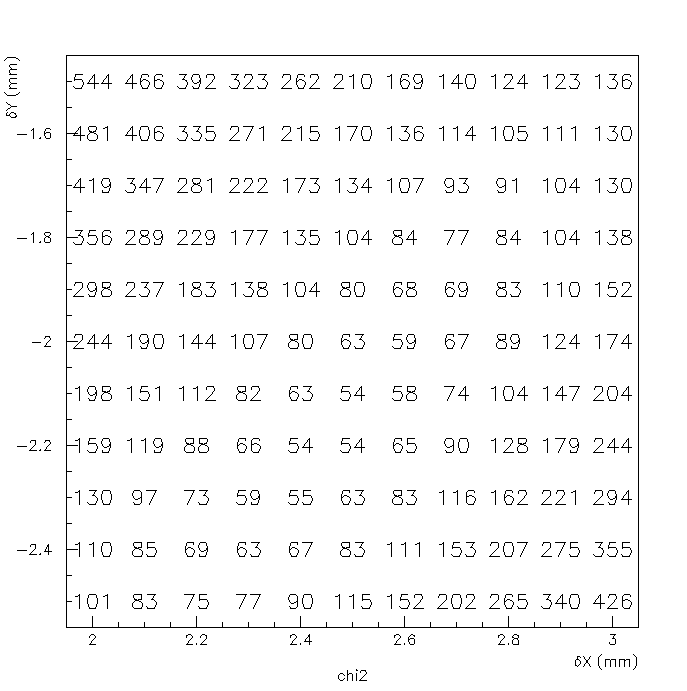 δY (mm)
544 466 392 323 262 210 169 140 124 123 136
−1.6 481 406 335 271 215 170 136 114 105 111 130
419 347 281 222 173 134 107 93 91 104 130
−1.8 356 289 229 177 135 104 84 77 84 104 138
298 237 183 138 104 80 68 69 83 110 152
−2 244 190 144 107 80 63 59 67 89 124 174
198 151 112 82 63 54 58 74 104 147 204
−2.2 159 119 88 66 54 54 65 90 128 179 244
130 97 73 59 55 63 83 116 162 221 294
−2.4 110 85 69 63 67 83 111 153 207 275 355
101 83 75 77 90 115 152 202 265 340 426
2 2.2 2.4 2.6 2.8 3
δX (mm)
chi2